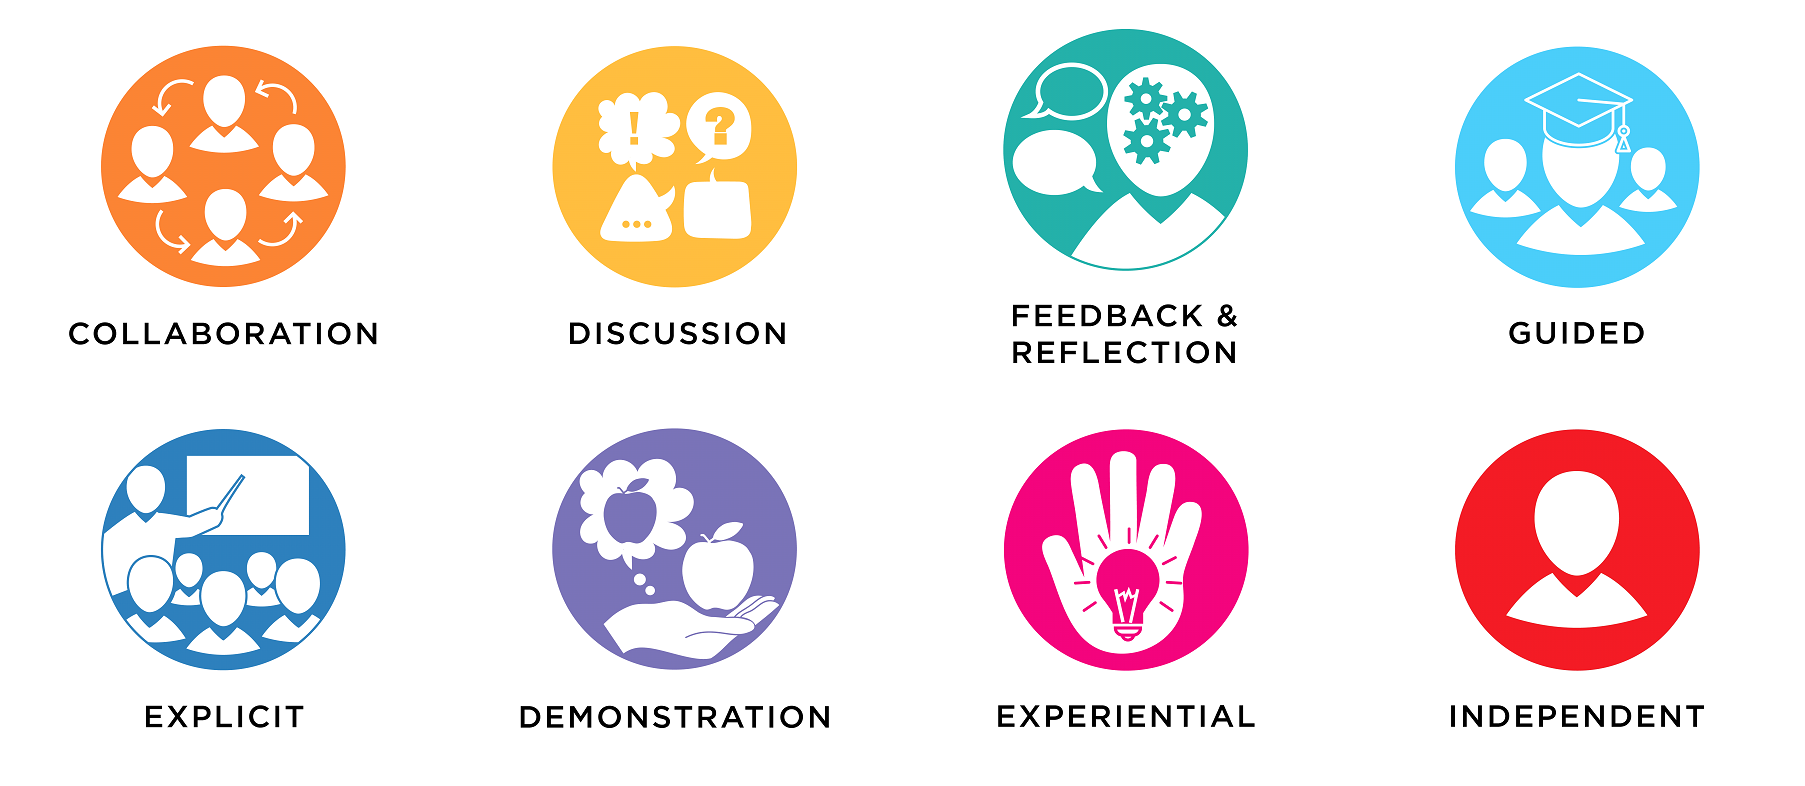 ! ?
...
COLLABORATION
DISCUSSION
FEEDBACK &
REFLECTION
GUIDED
EXPLICIT
DEMONSTRATION
EXPERIENTIAL
INDEPENDENT